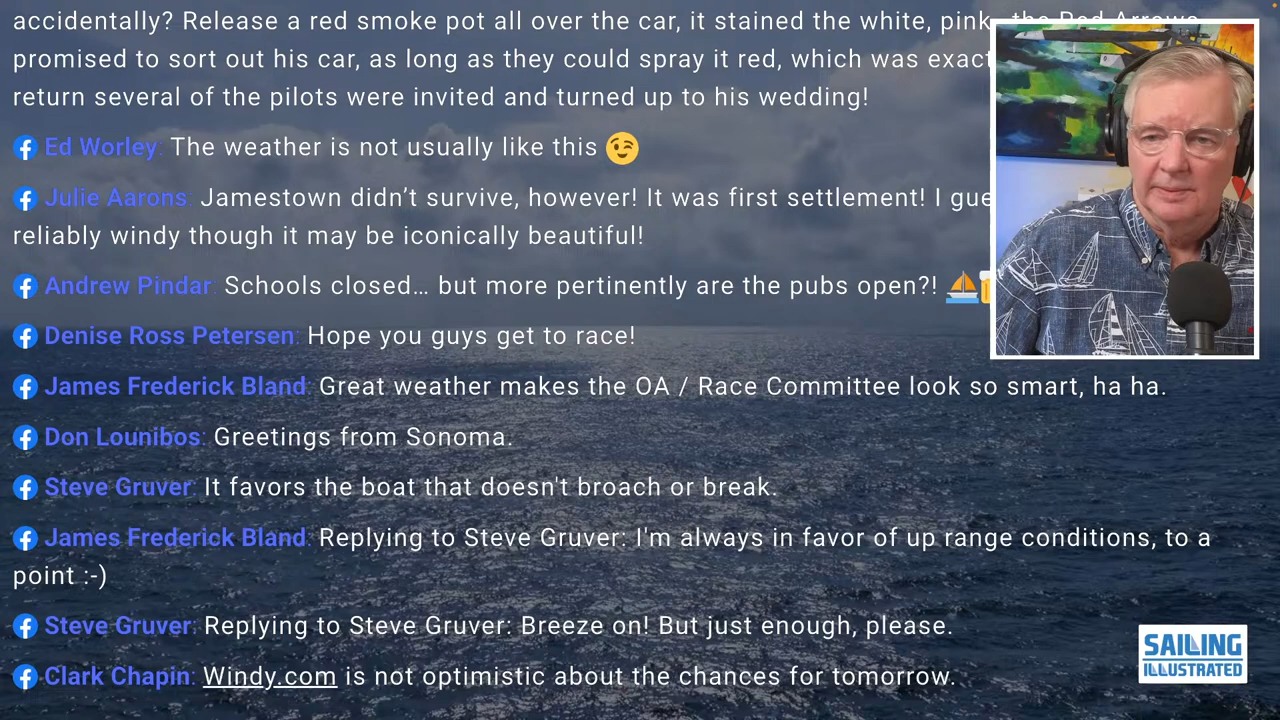 accidentally? Release a red smoke pot all over the car, it stained the white, pink, the Red Arrows
promised to sort out his car, as long as they could spray it red, which was exact
return several of the pilots were invited and turned up to his wedding!
Ed Worley: The weather is not usually like this 😉
Julie Aarons: Jamestown didn’t survive, however! It was first settlement! I gue
reliably windy though it may be iconically beautiful!
Andrew Pindar: Schools closed… but more pertinently are the pubs open?! ⛵🍺
Denise Ross Petersen: Hope you guys get to race!
James Frederick Bland: Great weather makes the OA / Race Committee look so smart, ha ha.
Don Lounibos: Greetings from Sonoma.
Steve Gruver: It favors the boat that doesn't broach or break.
James Frederick Bland: Replying to Steve Gruver: I'm always in favor of up range conditions, to a
point :-)
Steve Gruver: Replying to Steve Gruver: Breeze on! But just enough, please.
Clark Chapin: Windy.com is not optimistic about the chances for tomorrow.
SAILING
ILLUSTRATED